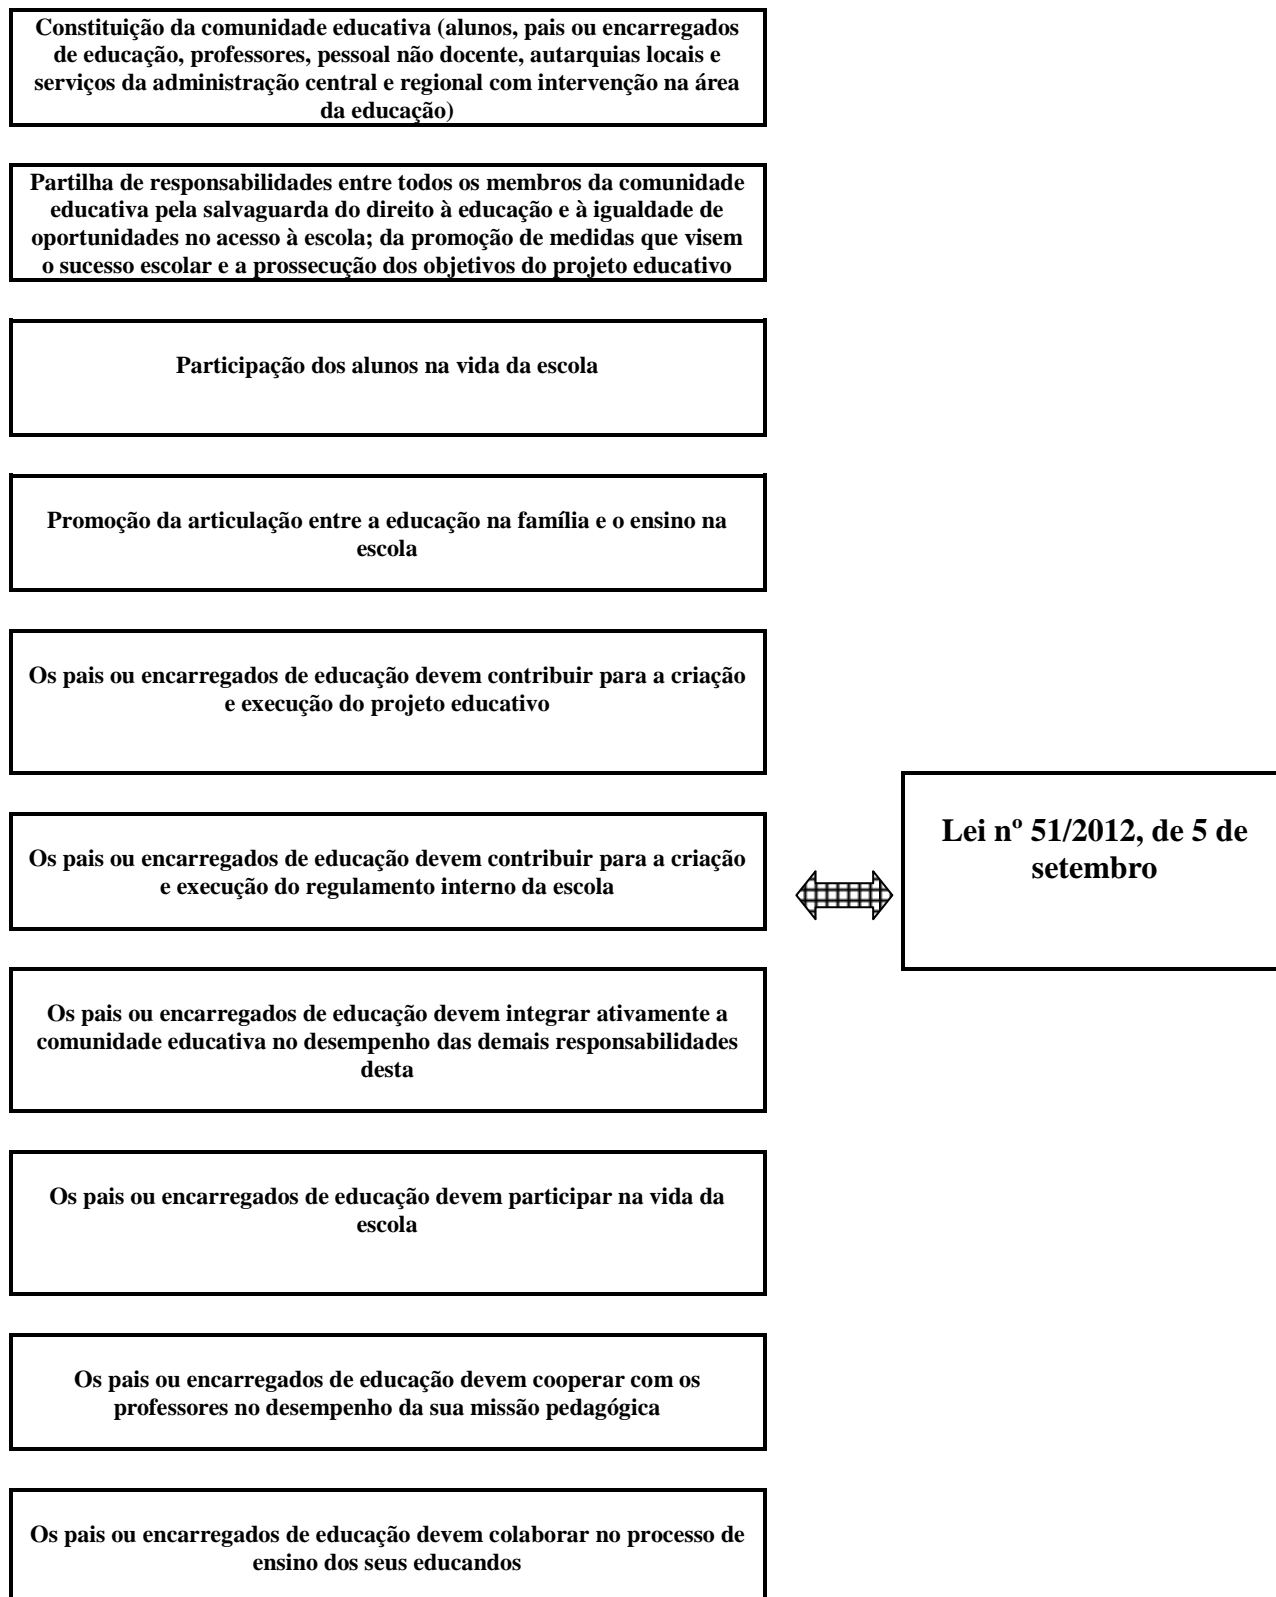 Constituição da comunidade educativa (alunos, pais ou encarregados
de educação, professores, pessoal não docente, autarquias locais e
serviços da administração central e regional com intervenção na área
da educação)
Partilha de responsabilidades entre todos os membros da comunidade
educativa pela salvaguarda do direito à educação e à igualdade de
oportunidades no acesso à escola; da promoção de medidas que visem
o sucesso escolar e a prossecução dos objetivos do projeto educativo
Participação dos alunos na vida da escola
Promoção da articulação entre a educação na família e o ensino na
escola
Os pais ou encarregados de educação devem contribuir para a criação
e execução do projeto educativo
Os pais ou encarregados de educação devem contribuir para a criação
e execução do regulamento interno da escola
Lei nº 51/2012, de 5 de
setembro
Os pais ou encarregados de educação devem integrar ativamente a
comunidade educativa no desempenho das demais responsabilidades
desta
Os pais ou encarregados de educação devem participar na vida da
escola
Os pais ou encarregados de educação devem cooperar com os
professores no desempenho da sua missão pedagógica
Os pais ou encarregados de educação devem colaborar no processo de
ensino dos seus educandos